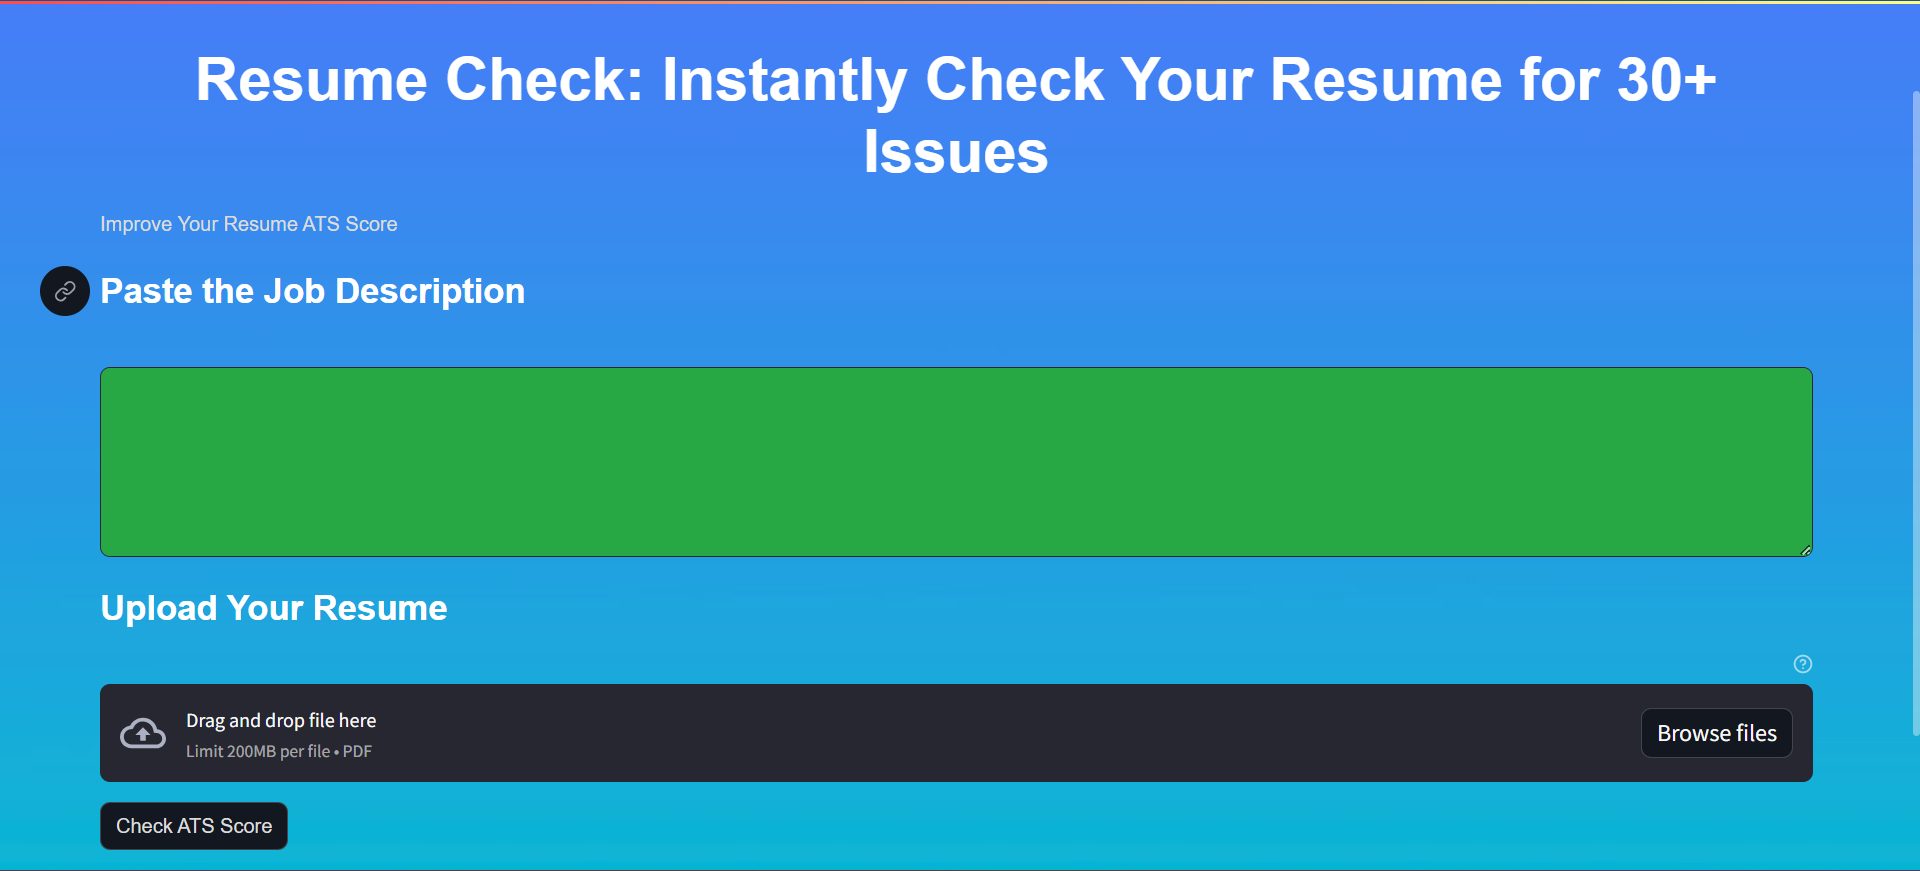 Resume Check: Instantly Check Your Resume for 30+
Issues
Improve Your Resume ATS Score
Paste the Job Description
Upload Your Resume
Drag and drop file here
Limit 200MB per file • PDF
Browse files
Check ATS Score